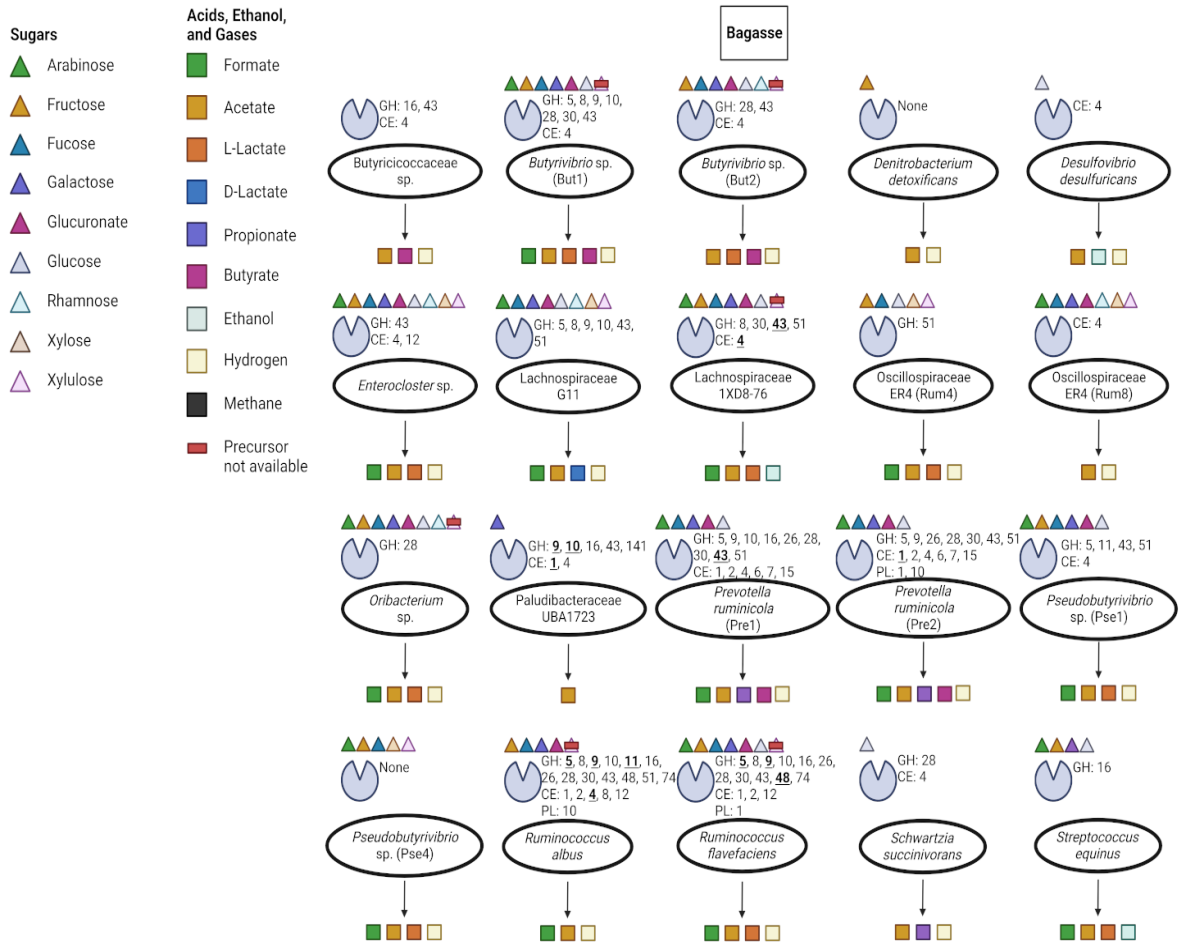 Sugars
Arabinose
Fructose
Fucose
Galactose
Glucuronate
Glucose
Rhamnose
Xylose
Xylulose
Acids, Ethanol,
and Gases
Formate
Acetate
L-Lactate
D-Lactate
Propionate
Butyrate
Ethanol
Hydrogen
Methane
Precursor
not available
Bagasse
GH: 16, 43
CE: 4
Butyricicoccaceae
sp.
GH: 5, 8, 9, 10,
28, 30, 43
CE: 4
Butyrivibrio sp.
(But1)
GH: 28, 43
CE: 4
Butyrivibrio sp.
(But2)
None
Denitrobacterium
detoxificans
CE: 4
Desulfovibrio
desulfuricans
GH: 43
CE: 4, 12
Enterocloster sp.
GH: 5, 8, 9, 10, 43,
51
Lachnospiraceae
G11
GH: 8, 30, 43, 51
CE: 4
Lachnospiraceae
1XD8-76
GH: 51
Oscillospiraceae
ER4 (Rum4)
CE: 4
Oscillospiraceae
ER4 (Rum8)
GH: 28
Oribacterium
sp.
GH: 9, 10, 16, 43, 141
CE: 1, 4
Paludibacteraceae
UBA1723
GH: 5, 9, 10, 16, 26, 28,
30, 43, 51
CE: 1, 2, 4, 6, 7, 15
Prevotella
ruminicola
(Pre1)
GH: 5, 9, 26, 28, 30, 43, 51
CE: 1, 2, 4, 6, 7, 15
PL: 1, 10
Prevotella
ruminicola
(Pre2)
GH: 5, 11, 43, 51
CE: 4
Pseudobutyrivibrio
sp. (Pse1)
None
Pseudobutyrivibrio
sp. (Pse4)
GH: 5, 8, 9, 10, 11, 16,
26, 28, 30, 43, 48, 51, 74
CE: 1, 2, 4, 8, 12
PL: 10
Ruminococcus
albus
GH: 5, 8, 9, 10, 16, 26,
28, 30, 43, 48, 74
CE: 1, 2, 12
PL: 1
Ruminococcus
flavefaciens
GH: 28
CE: 4
Schwartzia
succinivorans
GH: 16
Streptococcus
equinus